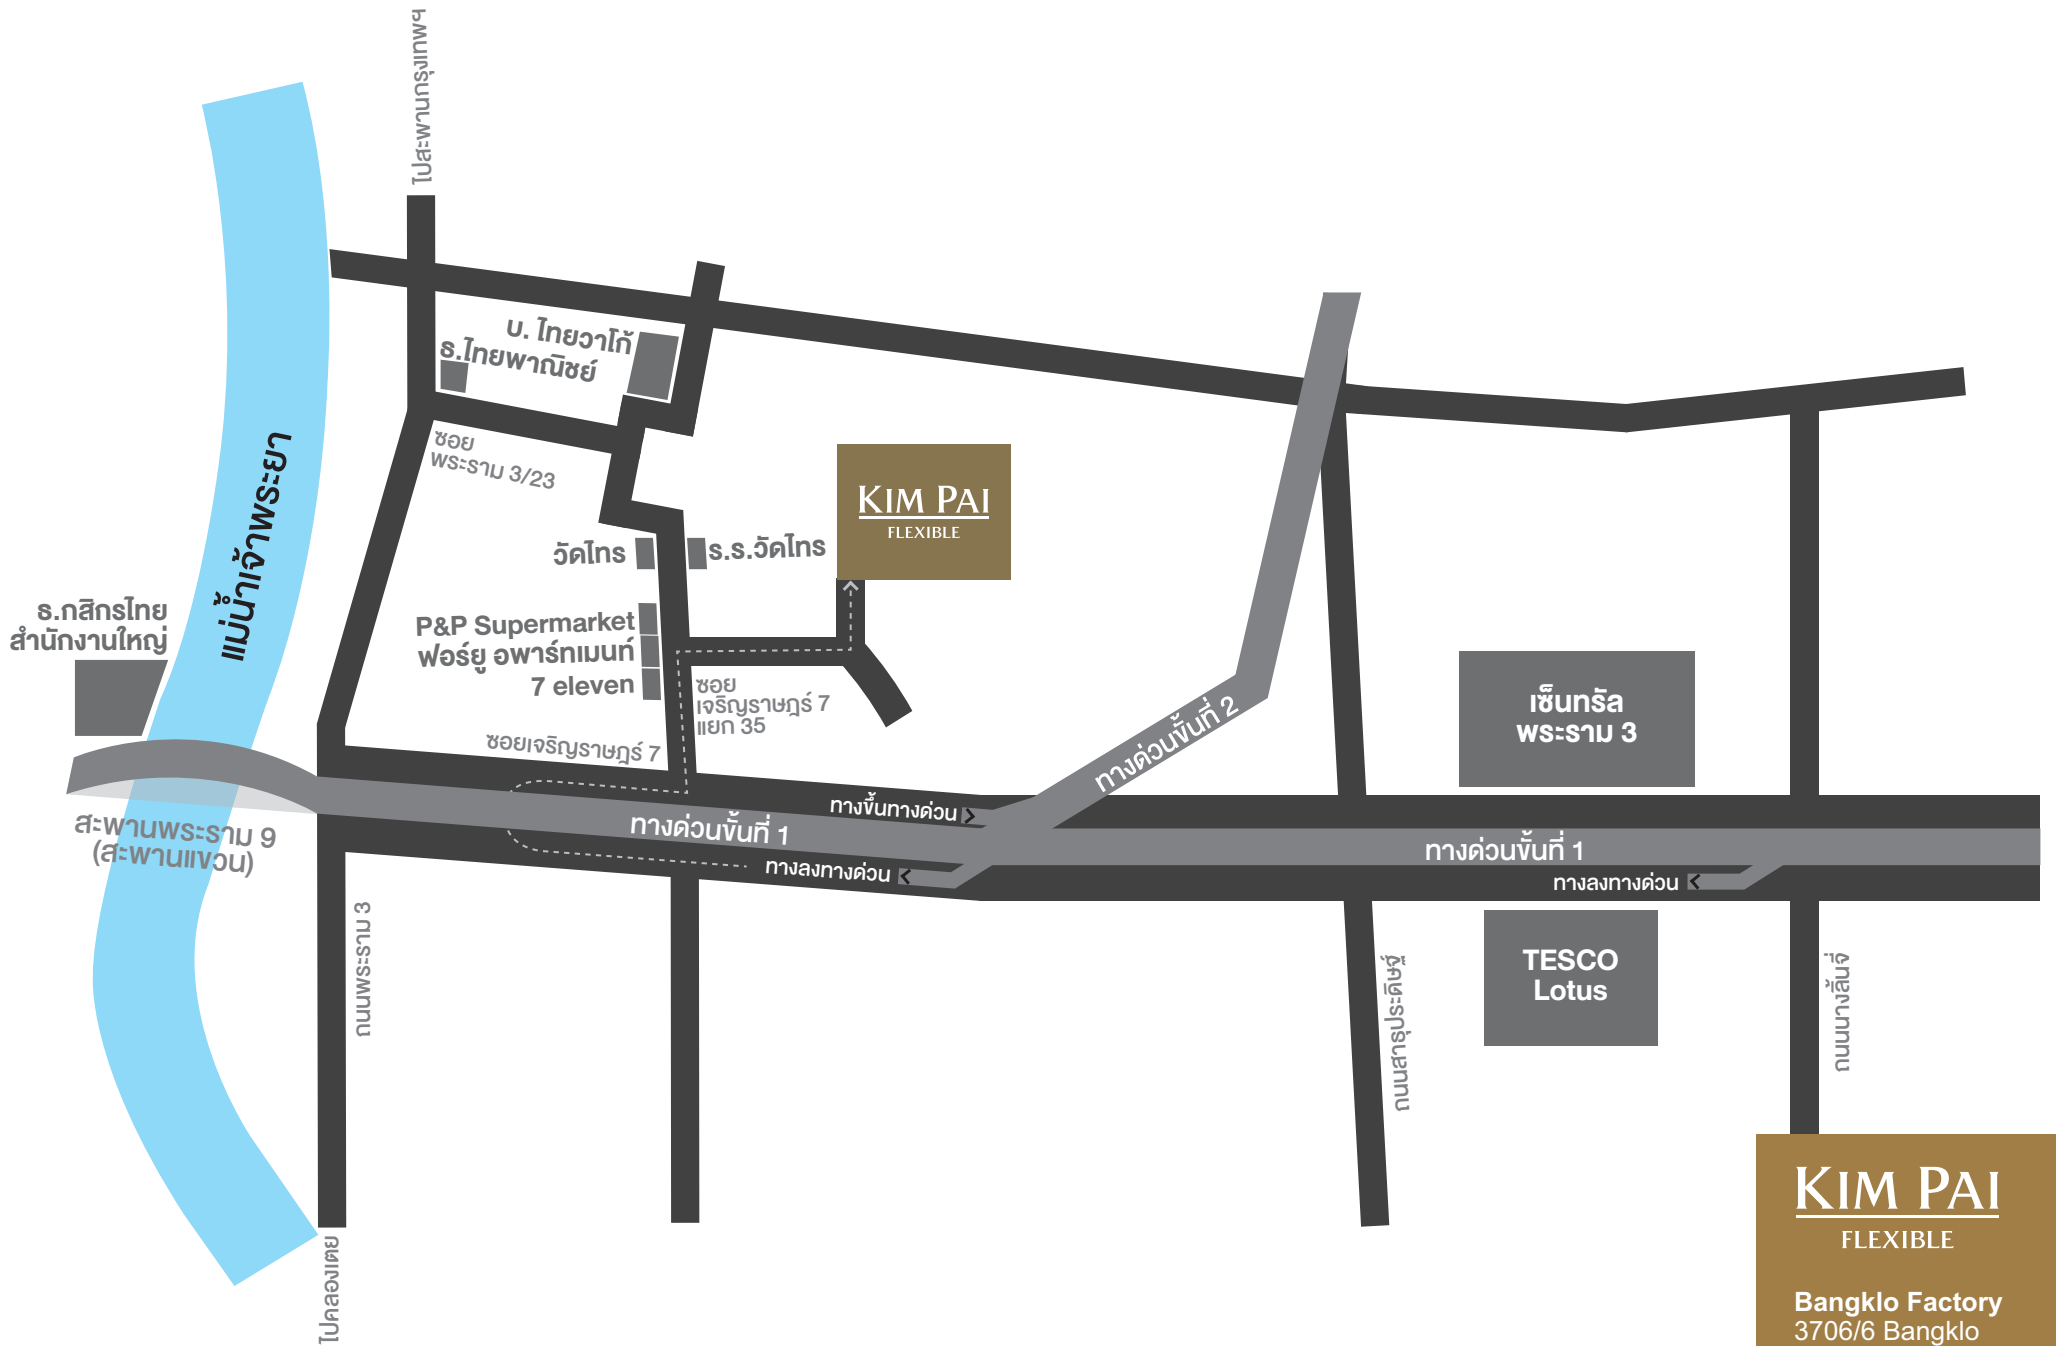 ไปสะพานกรุงเทพฯ
บ. ไทยวาโก้
ธ.ไทยพาณิชย์
ซอย
พระราม 3/23
แม่น้ำเจ้าพระยา
KIM PAI
FLEXIBLE
วัดไทร
ร.ร.วัดไทร
ธ.กสิกรไทย
สำนักงานใหญ่
P&P Supermarket
ฟอร์ยู อพาร์ทเมนท์
7 eleven
ซอย
เจริญราษฎร์ 7
แยก 35
ซอยเจริญราษฎร์ 7
ทางด่วนขั้นที่ 2
เซ็นทรัล
พระราม 3
ทางขึ้นทางด่วน
ทางด่วนขั้นที่ 1
ทางลงทางด่วน
ทางด่วนขั้นที่ 1
ทางลงทางด่วน
สะพานพระราม 9
(สะพานแขวน)
ถนนพระราม 3
ถนนสาธุประดิษฐ์
TESCO
Lotus
ถนนนางลิ้นจี่
ไปคลองเตย
KIM PAI
FLEXIBLE
Bangklo Factory
3706/6 Bangklo